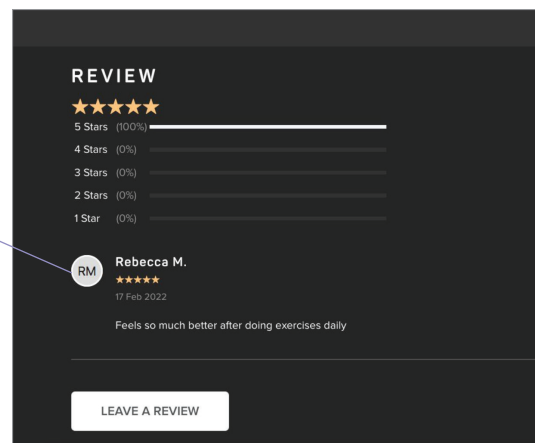 REVIEW
5 Stars (100%)
4 Stars (0%)
3 Stars (0%)
2 Stars (0%)
1 Star (0%)
RM
Rebecca M.
17 Feb 2022
Feels so much better after doing exercises daily
LEAVE A REVIEW